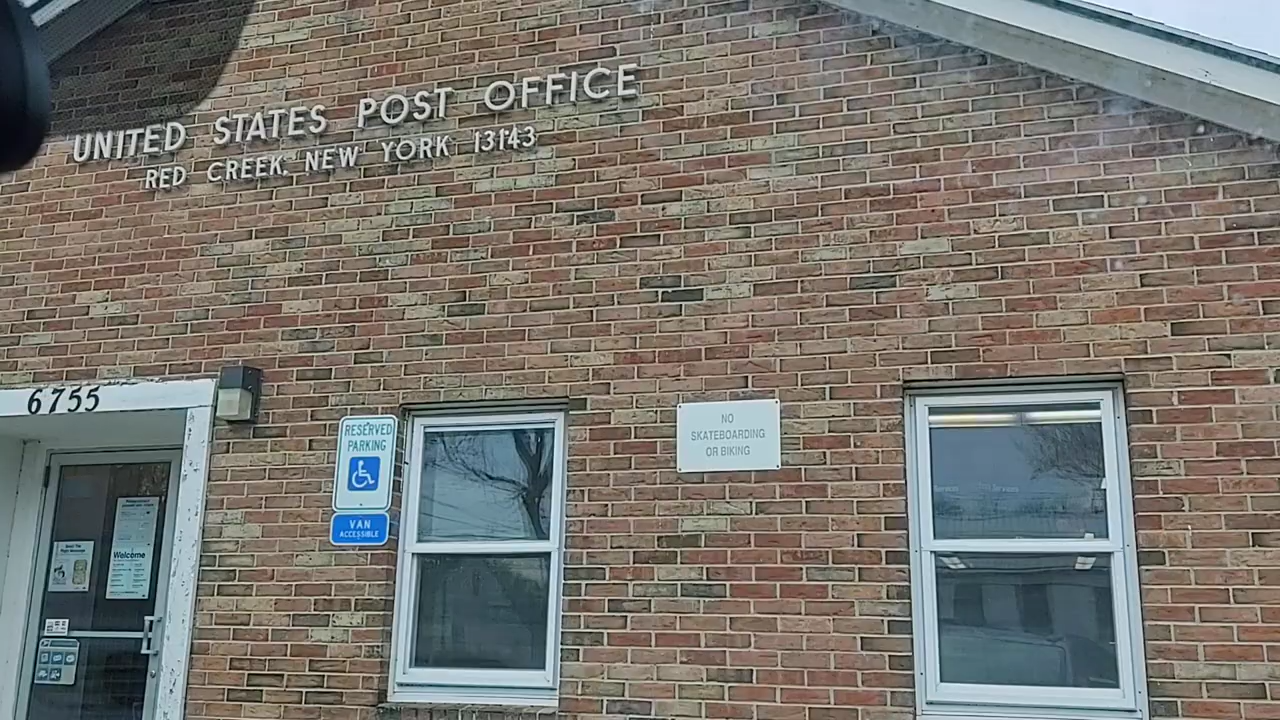 UNITED STATES POST OFFICE
RED CREEK, NEW YORK 13143
6755
RESERVED
PARKING
VAN
ACCESSIBLE
NO
SKATEBOARDING
OR BIKING
Welcome